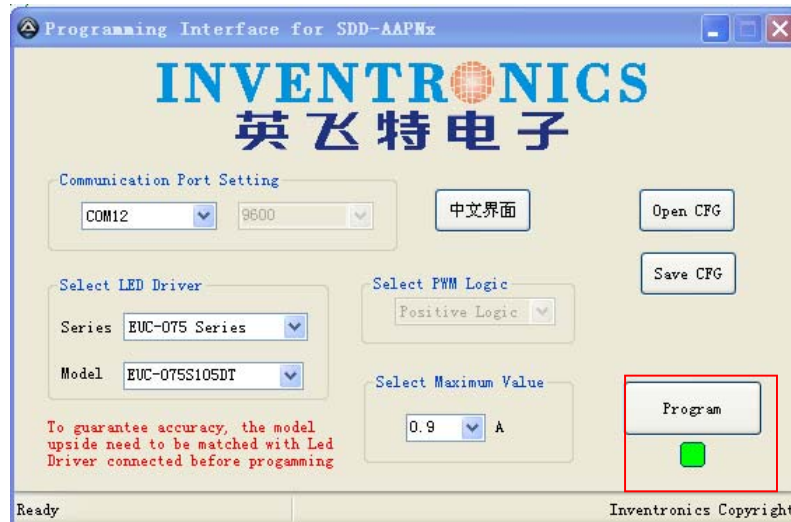 Programming Interface for SDD-AAPNx
INVENTRONICS
英飞特电子
Communication Port Setting
COM12
9600
中文界面
Open CFG
Save CFG
Select LED Driver
Series
EUC-075 Series
Model
EUC-075S105DT
Select PWM Logic
Positive Logic
Select Maximum Value
0.9
A
Program
To guarantee accuracy, the model
upside need to be matched with Led
Driver connected before progamming
Ready
Inventronics Copyright